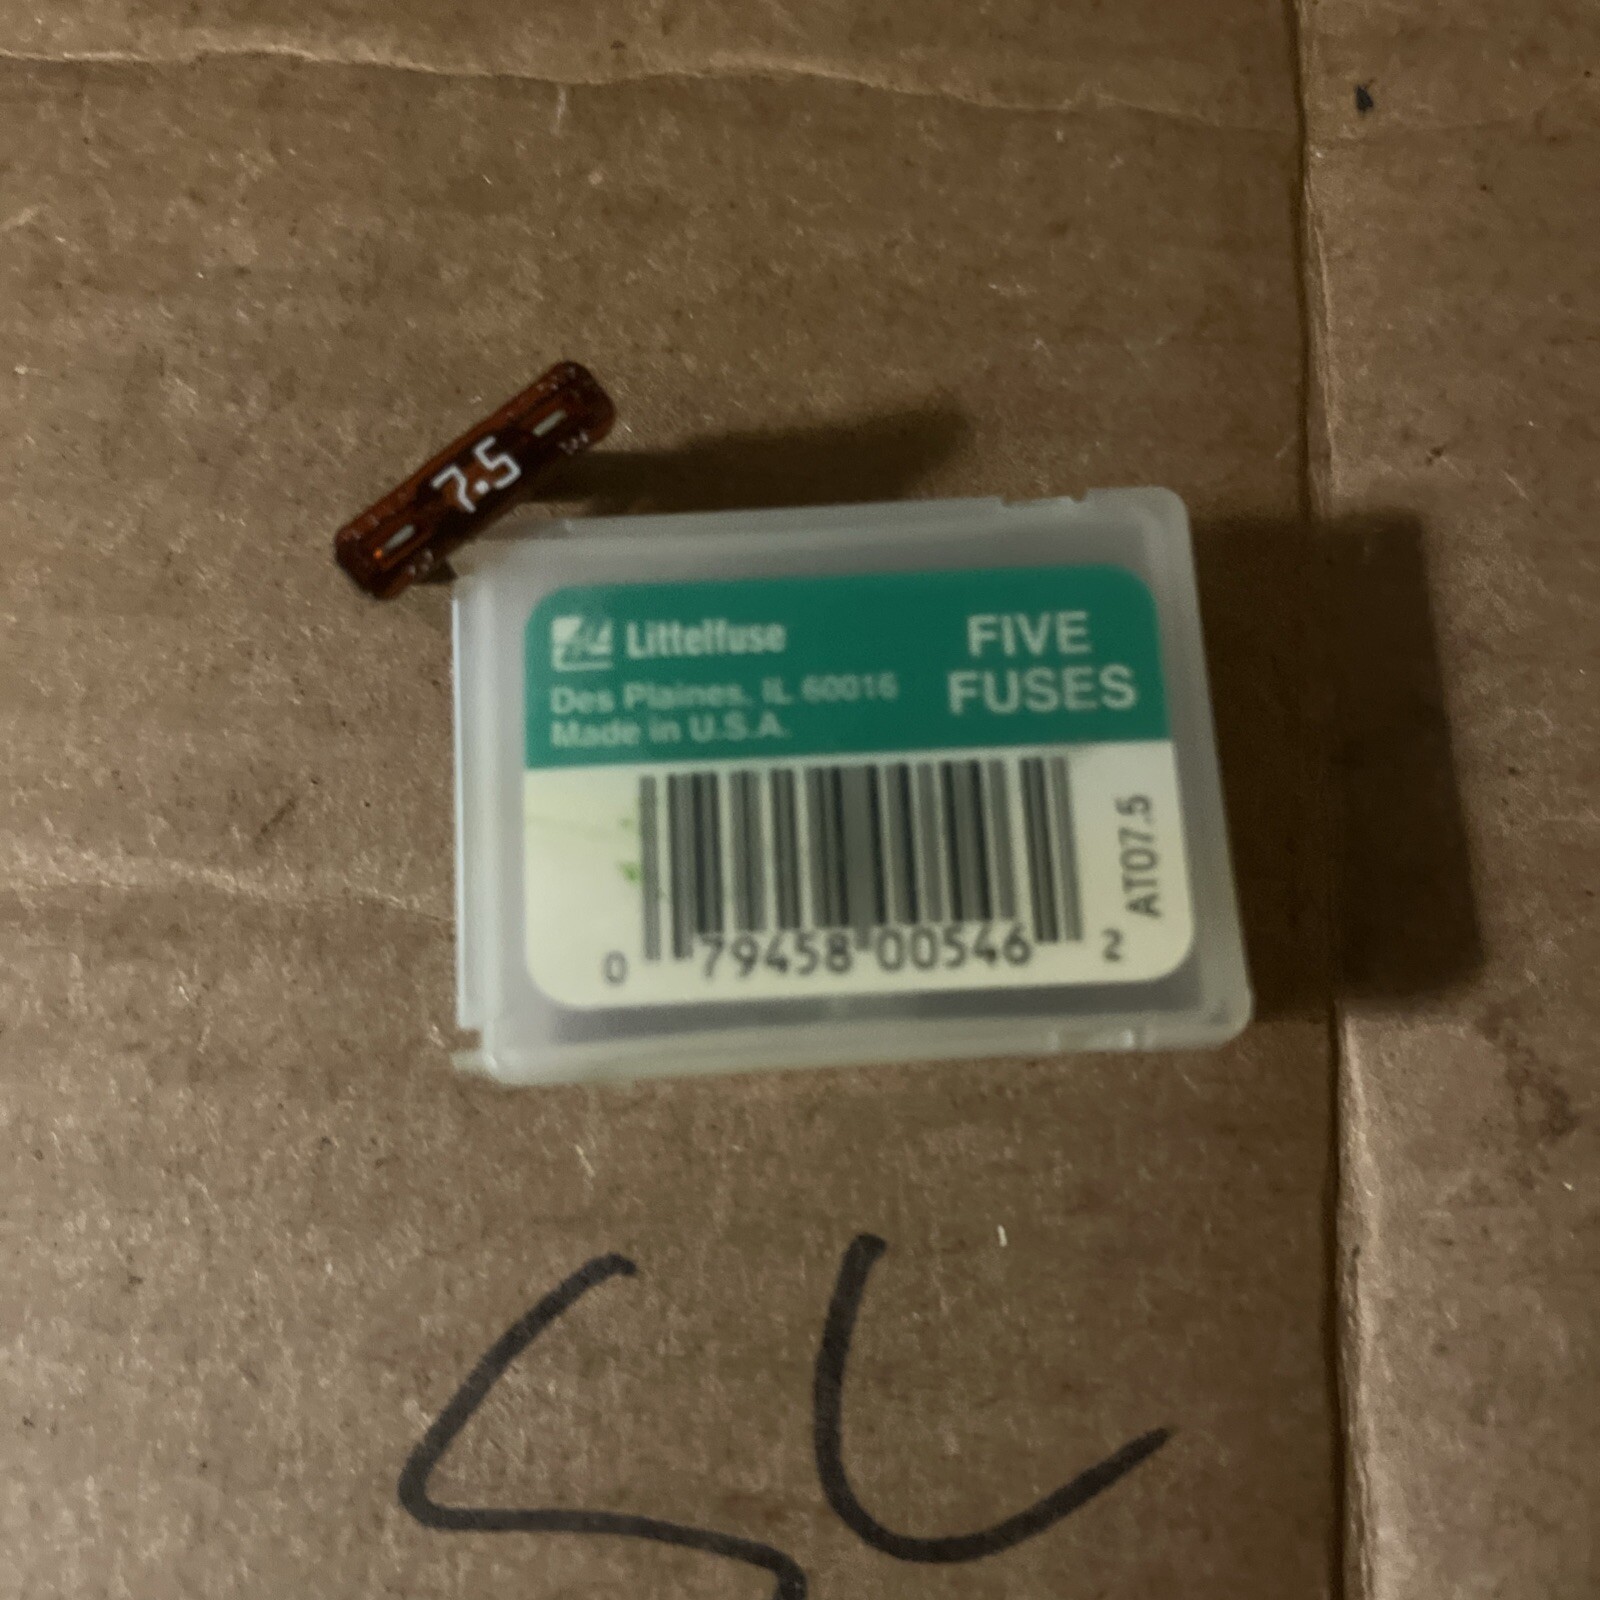 7.5
Littelfuse
Des Plaines, IL 60016
Made in U.S.A.
FIVE
FUSES
ATO7.5
0 79458 00546 2